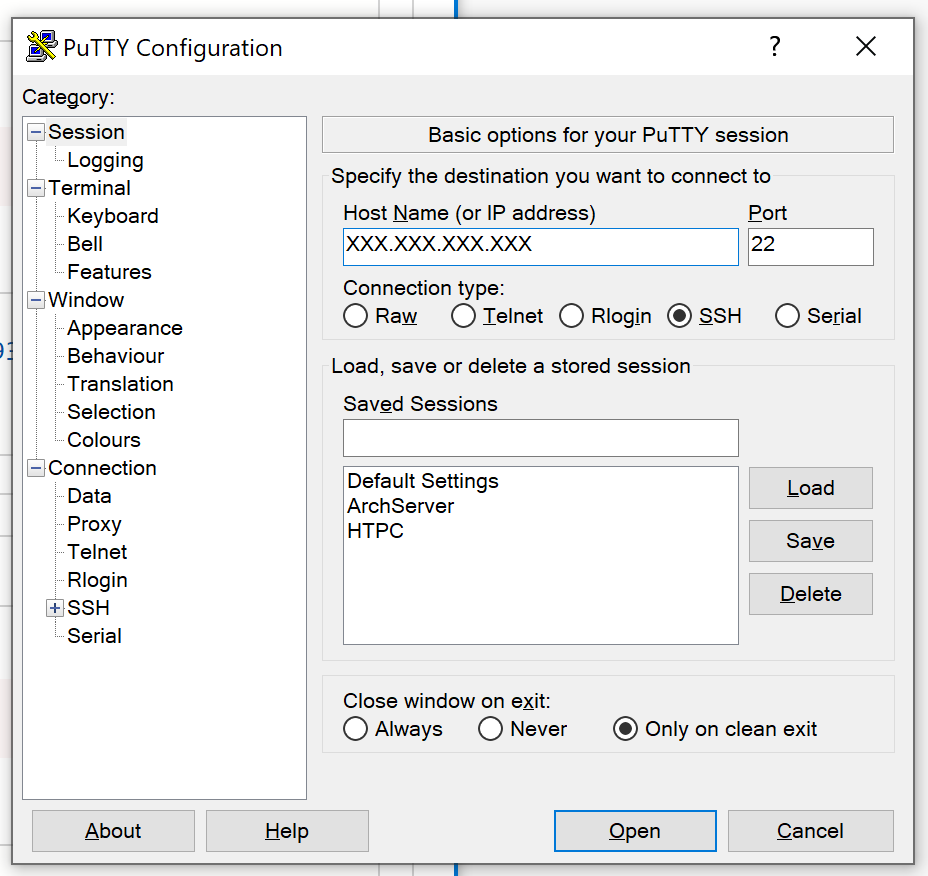 PuTTY Configuration
?
Category:
Session
Logging
Terminal
Keyboard
Bell
Features
Window
Appearance
Behaviour
Translation
Selection
Colours
Connection
Data
Proxy
Telnet
Rlogin
SSH
Serial
Basic options for your PuTTY session
Specify the destination you want to connect to
Host Name (or IP address) Port
XXX.XXX.XXX.XXX 22
Connection type:
Raw Telnet Rlogin SSH Serial
Load, save or delete a stored session
Saved Sessions
Default Settings
ArchServer
HTPC
Load
Save
Delete
Close window on exit:
Always Never Only on clean exit
About Help Open Cancel